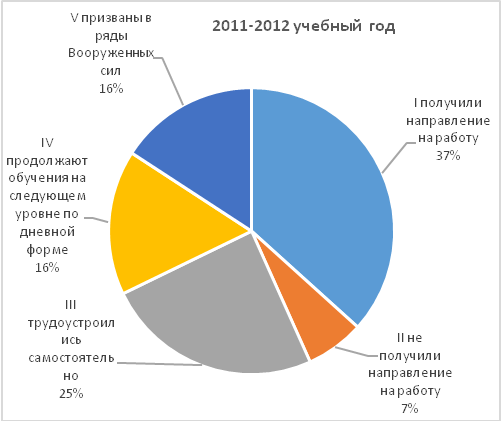 2011-2012 учебный год
I получили
направление
на работу
37%
II не
получили
направление
на работу
7%
III
трудоустроил
ись
самостоятель
но
25%
IV
продолжают
обучения на
следующем
уровне по
дневной
форме
16%
V призваны в
ряды
Вооруженных
сил
16%